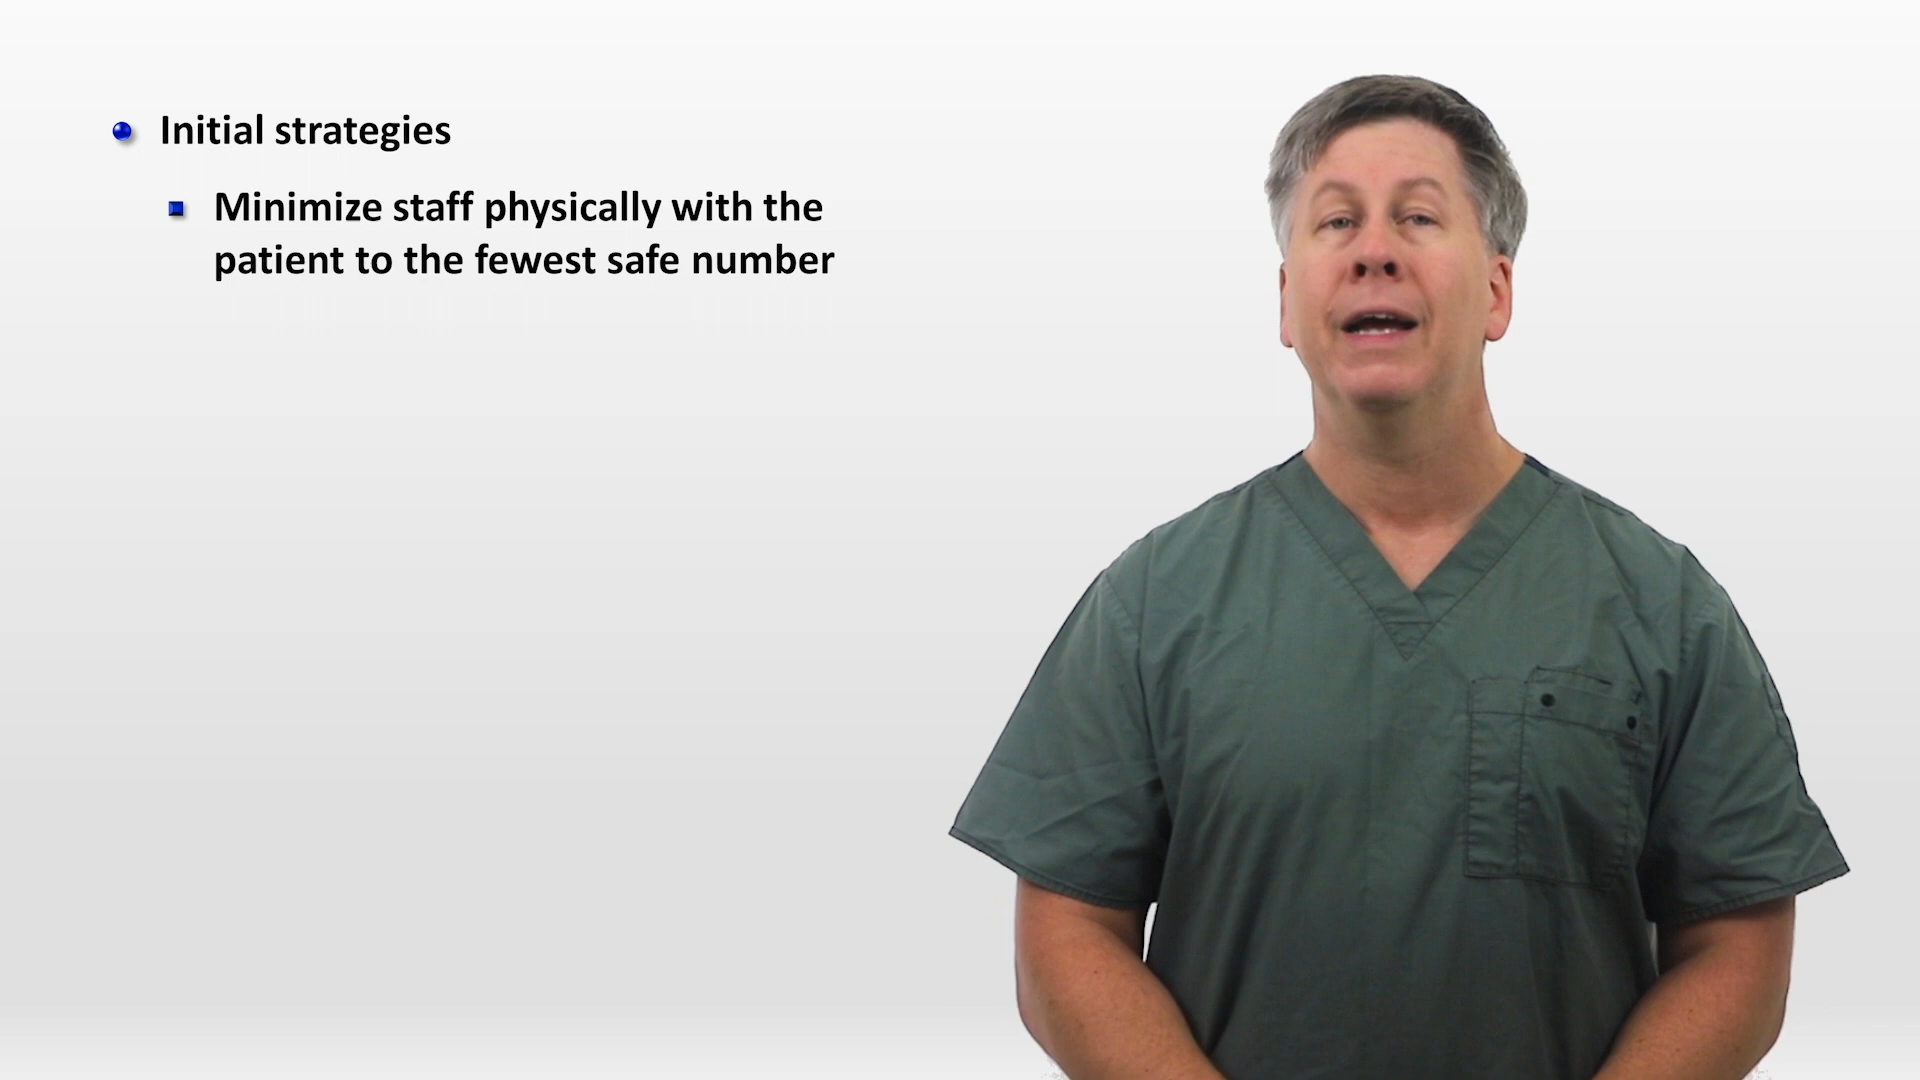 Initial strategies
Minimize staff physically with the
patient to the fewest safe number